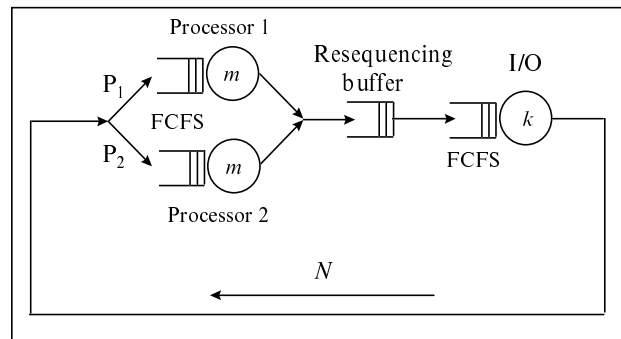 Processor 1
P1
m
FCFS
P2
m
Processor 2
Resequencing
buffer
I/O
k
FCFS
N